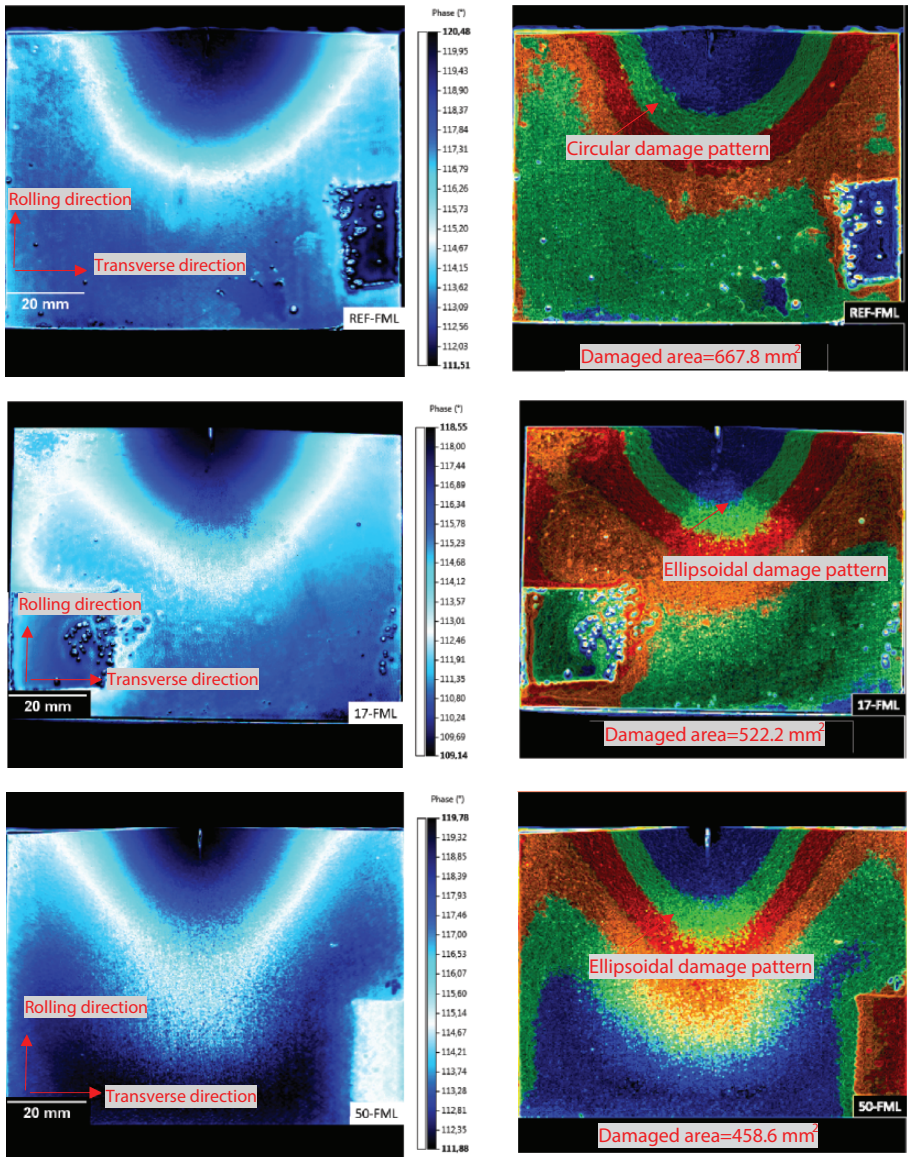 Phase (°)
120,48
119,95
119,43
118,90
118,37
117,84
117,31
116,79
116,26
115,73
115,20
114,67
114,15
113,62
113,09
112,56
112,03
111,51
Rolling direction
Transverse direction
20 mm
REF-FML
Circular damage pattern
REF-FML
Damaged area=667.8 mm²
Phase (°)
118,55
118,00
117,44
116,89
116,34
115,78
115,23
114,68
114,12
113,57
113,01
112,46
111,91
111,35
110,80
110,24
109,69
109,14
Rolling direction
Transverse direction
20 mm
17-FML
Ellipsoidal damage pattern
17-FML
Damaged area=522.2 mm²
Phase (°)
119,78
119,32
118,85
118,39
117,93
117,46
117,00
116,53
116,07
115,60
115,14
114,67
114,21
113,74
113,28
112,81
112,35
111,88
Rolling direction
Transverse direction
20 mm
50-FML
Ellipsoidal damage pattern
50-FML
Damaged area=458.6 mm²